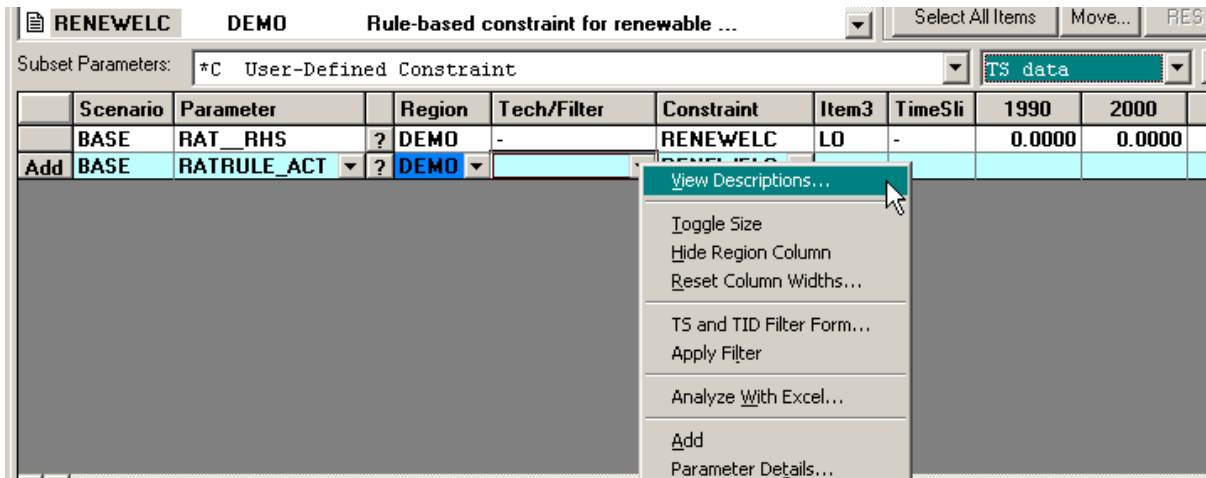 RENEWELC DEMO Rule-based constraint for renewable ... Select All Items Move... RES
Subset Parameters: *C User-Defined Constraint TS data
Scenario Parameter Region Tech/Filter Constraint Item3 TimeSli 1990 2000
BASE RAT__RHS ? DEMO - RENEWELC LO - 0.0000 0.0000
Add BASE RATRULE_ACT ? DEMO
View Descriptions...
Toggle Size
Hide Region Column
Reset Column Widths...
TS and TID Filter Form...
Apply Filter
Analyze With Excel...
Add
Parameter Details...